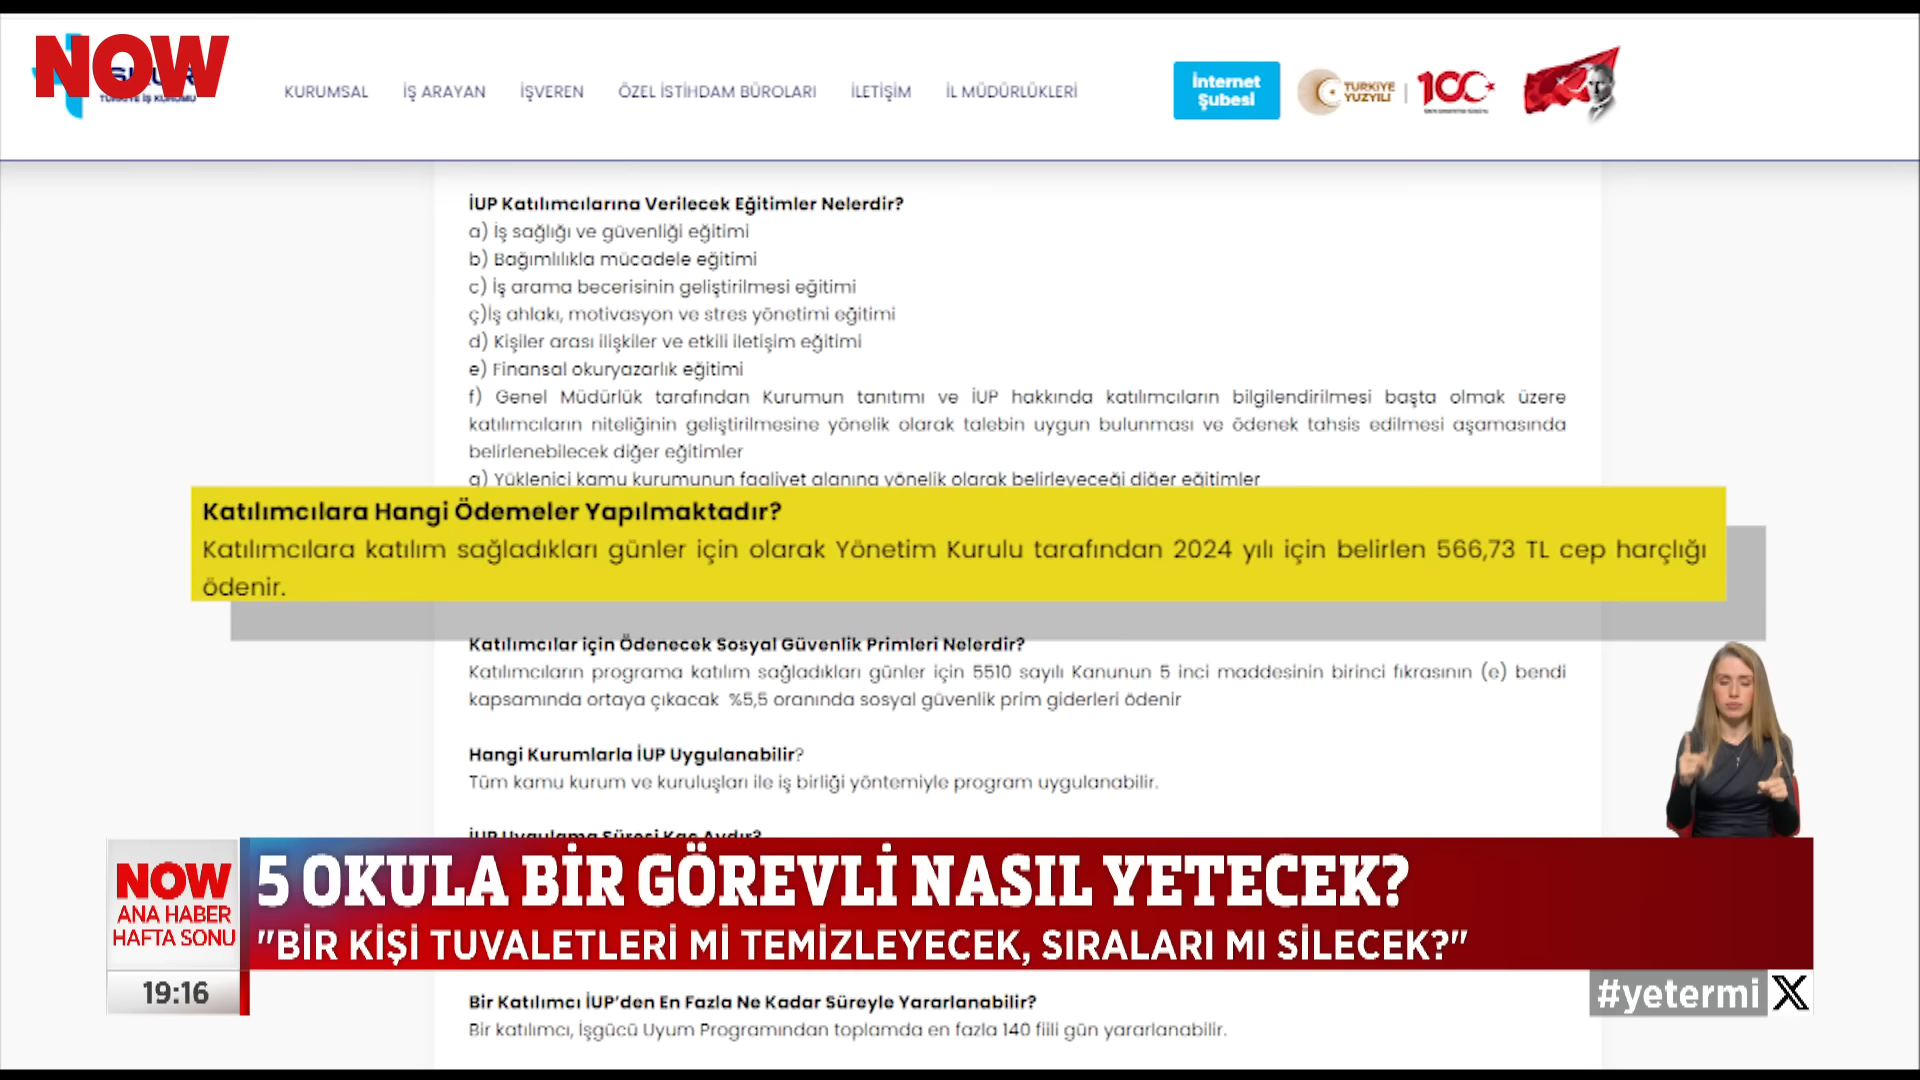 NOW
TÜRKİYE İŞ KURUMU
KURUMSAL
İŞ ARAYAN
İŞVEREN
ÖZEL İSTİHDAM BÜROLARI
İLETİŞİM
İL MÜDÜRLÜKLERİ
İnternet
Şubesi
TÜRKİYE
YÜZYILI
100
İUP Katılımcılarına Verilecek Eğitimler Nelerdir?
a) İş sağlığı ve güvenliği eğitimi
b) Bağımlılıkla mücadele eğitimi
c) İş arama becerisinin geliştirilmesi eğitimi
ç)İş ahlakı, motivasyon ve stres yönetimi eğitimi
d) Kişiler arası ilişkiler ve etkili iletişim eğitimi
e) Finansal okuryazarlık eğitimi
f) Genel Müdürlük tarafından Kurumun tanıtımı ve İUP hakkında katılımcıların bilgilendirilmesi başta olmak üzere
katılımcıların niteliğinin geliştirilmesine yönelik olarak talebin uygun bulunması ve ödenek tahsis edilmesi aşamasında
belirlenebilecek diğer eğitimler
g) Yüklenici kamu kurumunun faaliyet alanına yönelik olarak belirleyeceği diğer eğitimler
Katılımcılara Hangi Ödemeler Yapılmaktadır?
Katılımcılara katılım sağladıkları günler için olarak Yönetim Kurulu tarafından 2024 yılı için belirlen 566,73 TL cep harçlığı
ödenir.
Katılımcılar için Ödenecek Sosyal Güvenlik Primleri Nelerdir?
Katılımcıların programa katılım sağladıkları günler için 5510 sayılı Kanunun 5 inci maddesinin birinci fıkrasının (e) bendi
kapsamında ortaya çıkacak %5,5 oranında sosyal güvenlik prim giderleri ödenir
Hangi Kurumlarla İUP Uygulanabilir?
Tüm kamu kurum ve kuruluşları ile iş birliği yöntemiyle program uygulanabilir.
İUP Uygulama Süresi Kaç Aydır?
NOW
ANA HABER
HAFTA SONU
19:16
5 OKULA BİR GÖREVLİ NASIL YETECEK?
"BİR KİŞİ TUVALETLERİ Mİ TEMİZLEYECEK, SIRALARI MI SİLECEK?"
#yetermi X
Bir Katılımcı İUP'den En Fazla Ne Kadar Süreyle Yararlanabilir?
Bir katılımcı, İşgücü Uyum Programından toplamda en fazla 140 fiili gün yararlanabilir.